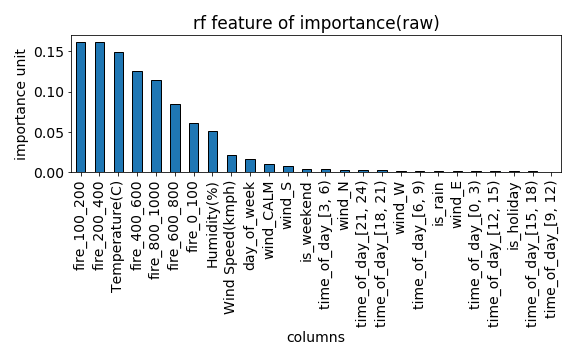 rf feature of importance(raw)
importance unit
0.15
0.10
0.05
0.00
fire_100_200
fire_200_400
Temperature(C)
fire_400_600
fire_800_1000
fire_600_800
fire_0_100
Humidity(%)
Wind Speed(kmph)
day_of_week
wind_CALM
wind_S
is_weekend
time_of_day_[3, 6)
wind_N
time_of_day_[21, 24)
time_of_day_[18, 21)
wind_W
time_of_day_[6, 9)
is_rain
wind_E
time_of_day_[0, 3)
time_of_day_[12, 15)
is_holiday
time_of_day_[15, 18)
time_of_day_[9, 12)
columns